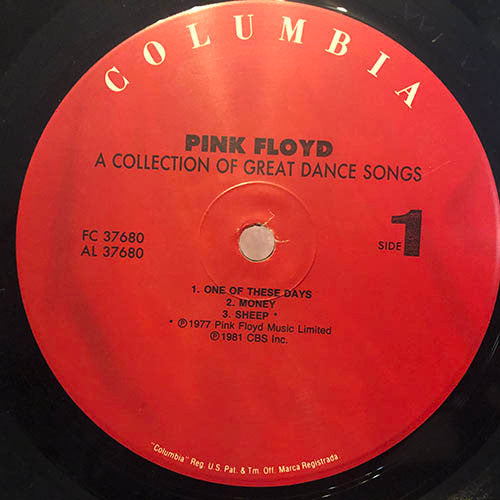 COLUMBIA
PINK FLOYD
A COLLECTION OF GREAT DANCE SONGS
FC 37680
AL 37680
SIDE 1
1. ONE OF THESE DAYS
2. MONEY
3. SHEEP *
* ℗1977 Pink Floyd Music Limited
℗1981 CBS Inc.
"Columbia" Reg. U.S. Pat. & Tm. Off. Marca Registrada